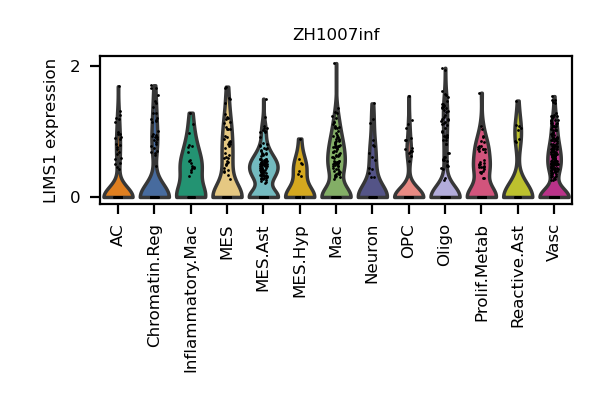 ZH1007inf
LIMS1 expression
2
0
AC
Chromatin.Reg
Inflammatory.Mac
MES
MES.Ast
MES.Hyp
Mac
Neuron
OPC
Oligo
Prolif.Metab
Reactive.Ast
Vasc